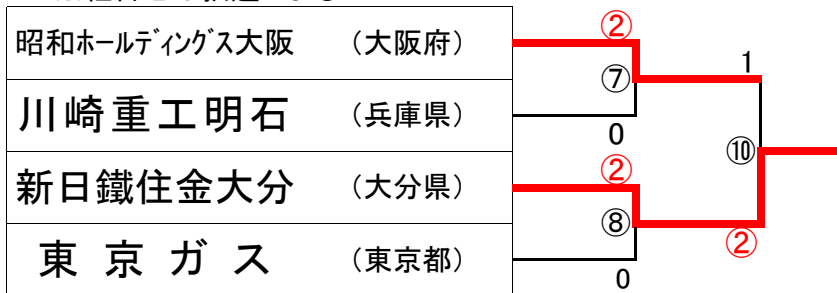 昭和ホールディングス大阪 (大阪府)
川崎重工明石 (兵庫県)
新日鐵住金大分 (大分県)
東京ガス (東京都)
②
⑦
0
②
⑧
0
1
⑩
②